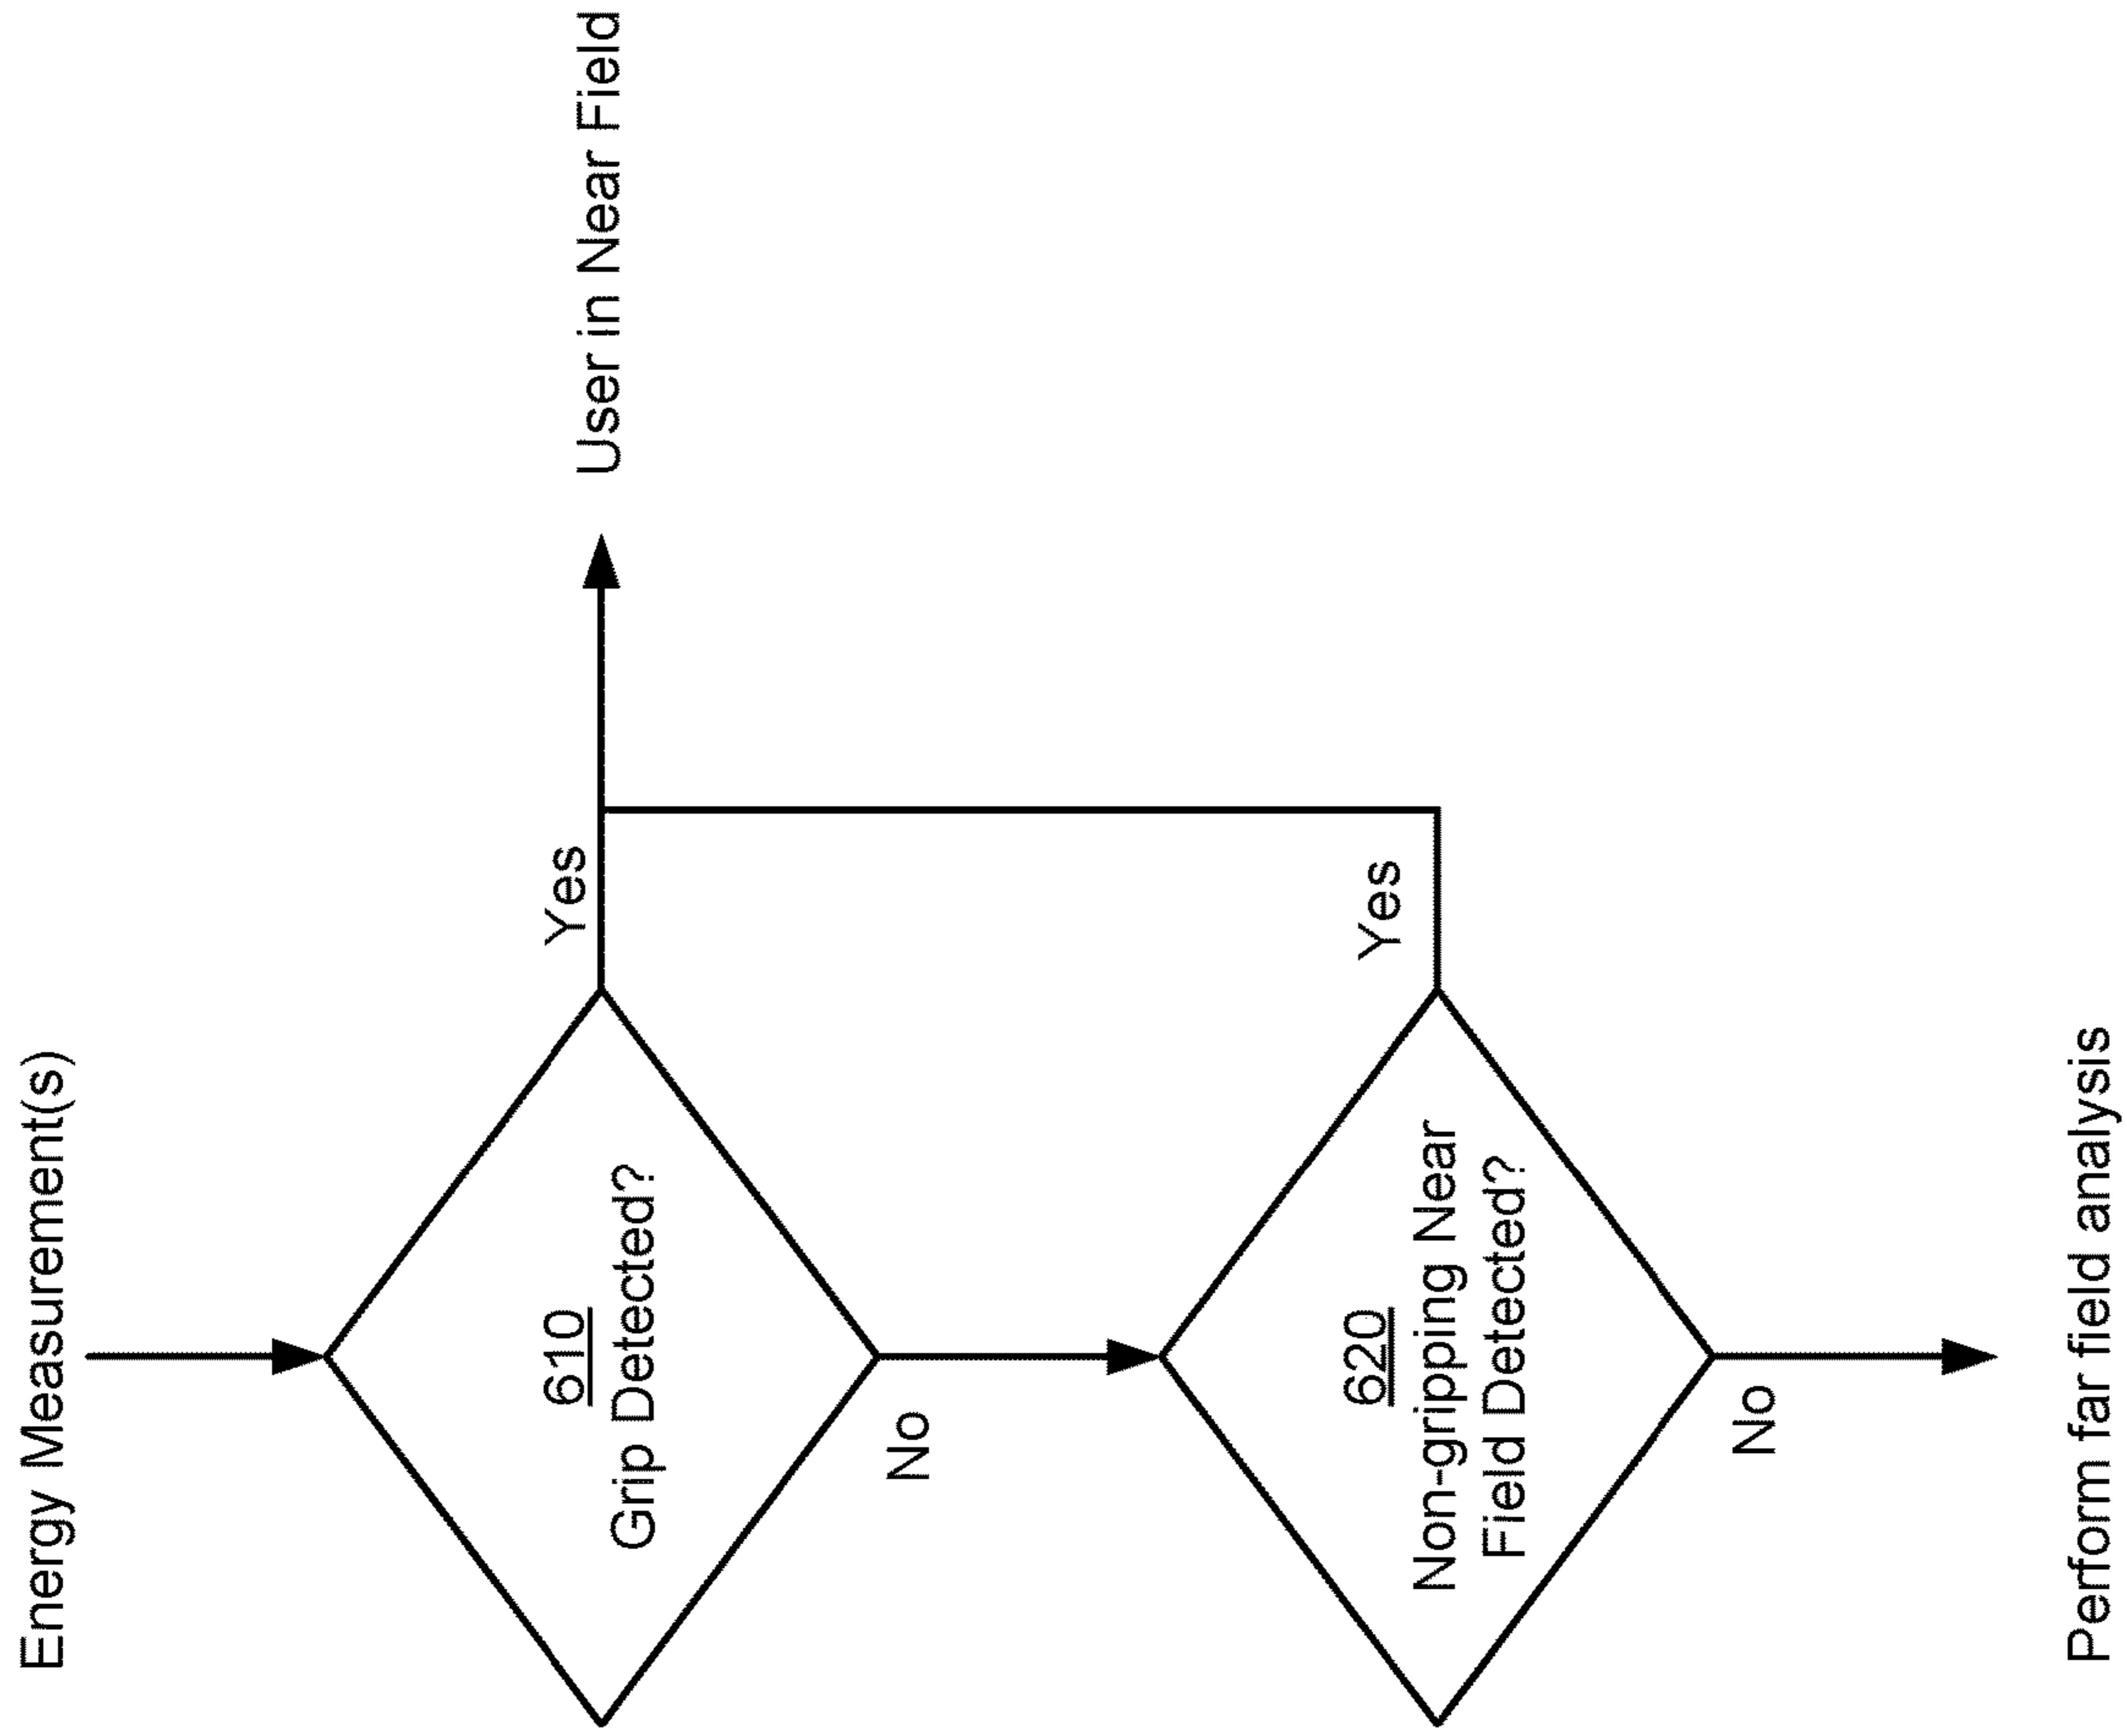 Energy Measurement(s)
610
Grip Detected?
Yes
User in Near Field
No
620
Non-gripping Near
Field Detected?
Yes
No
Perform far field analysis